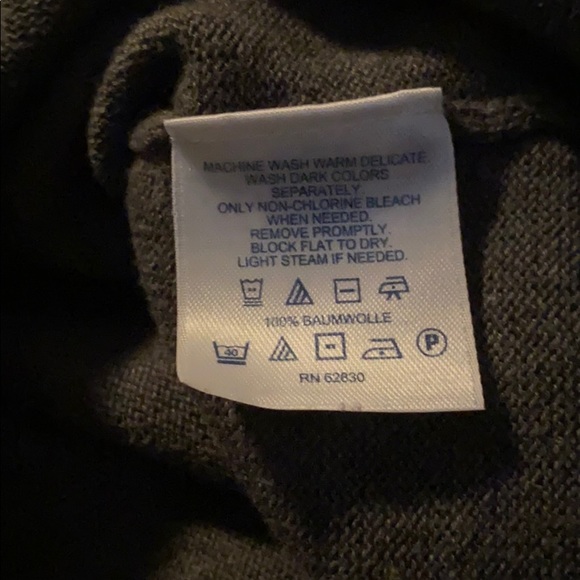 MACHINE WASH WARM DELICATE.
WASH DARK COLORS
SEPARATELY.
ONLY NON-CHLORINE BLEACH
WHEN NEEDED.
REMOVE PROMPTLY.
BLOCK FLAT TO DRY.
LIGHT STEAM IF NEEDED.
100% BAUMWOLLE
40 P
RN 62830